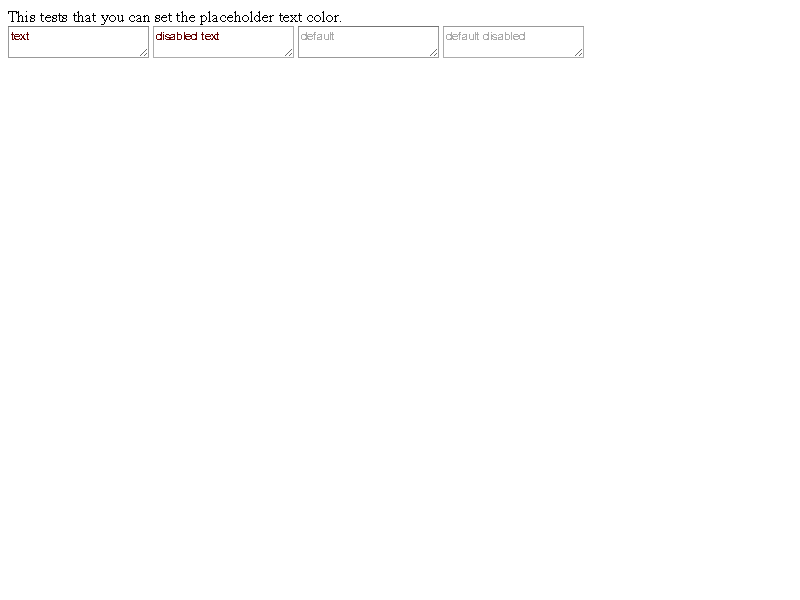 This tests that you can set the placeholder text color.
text disabled text default default disabled